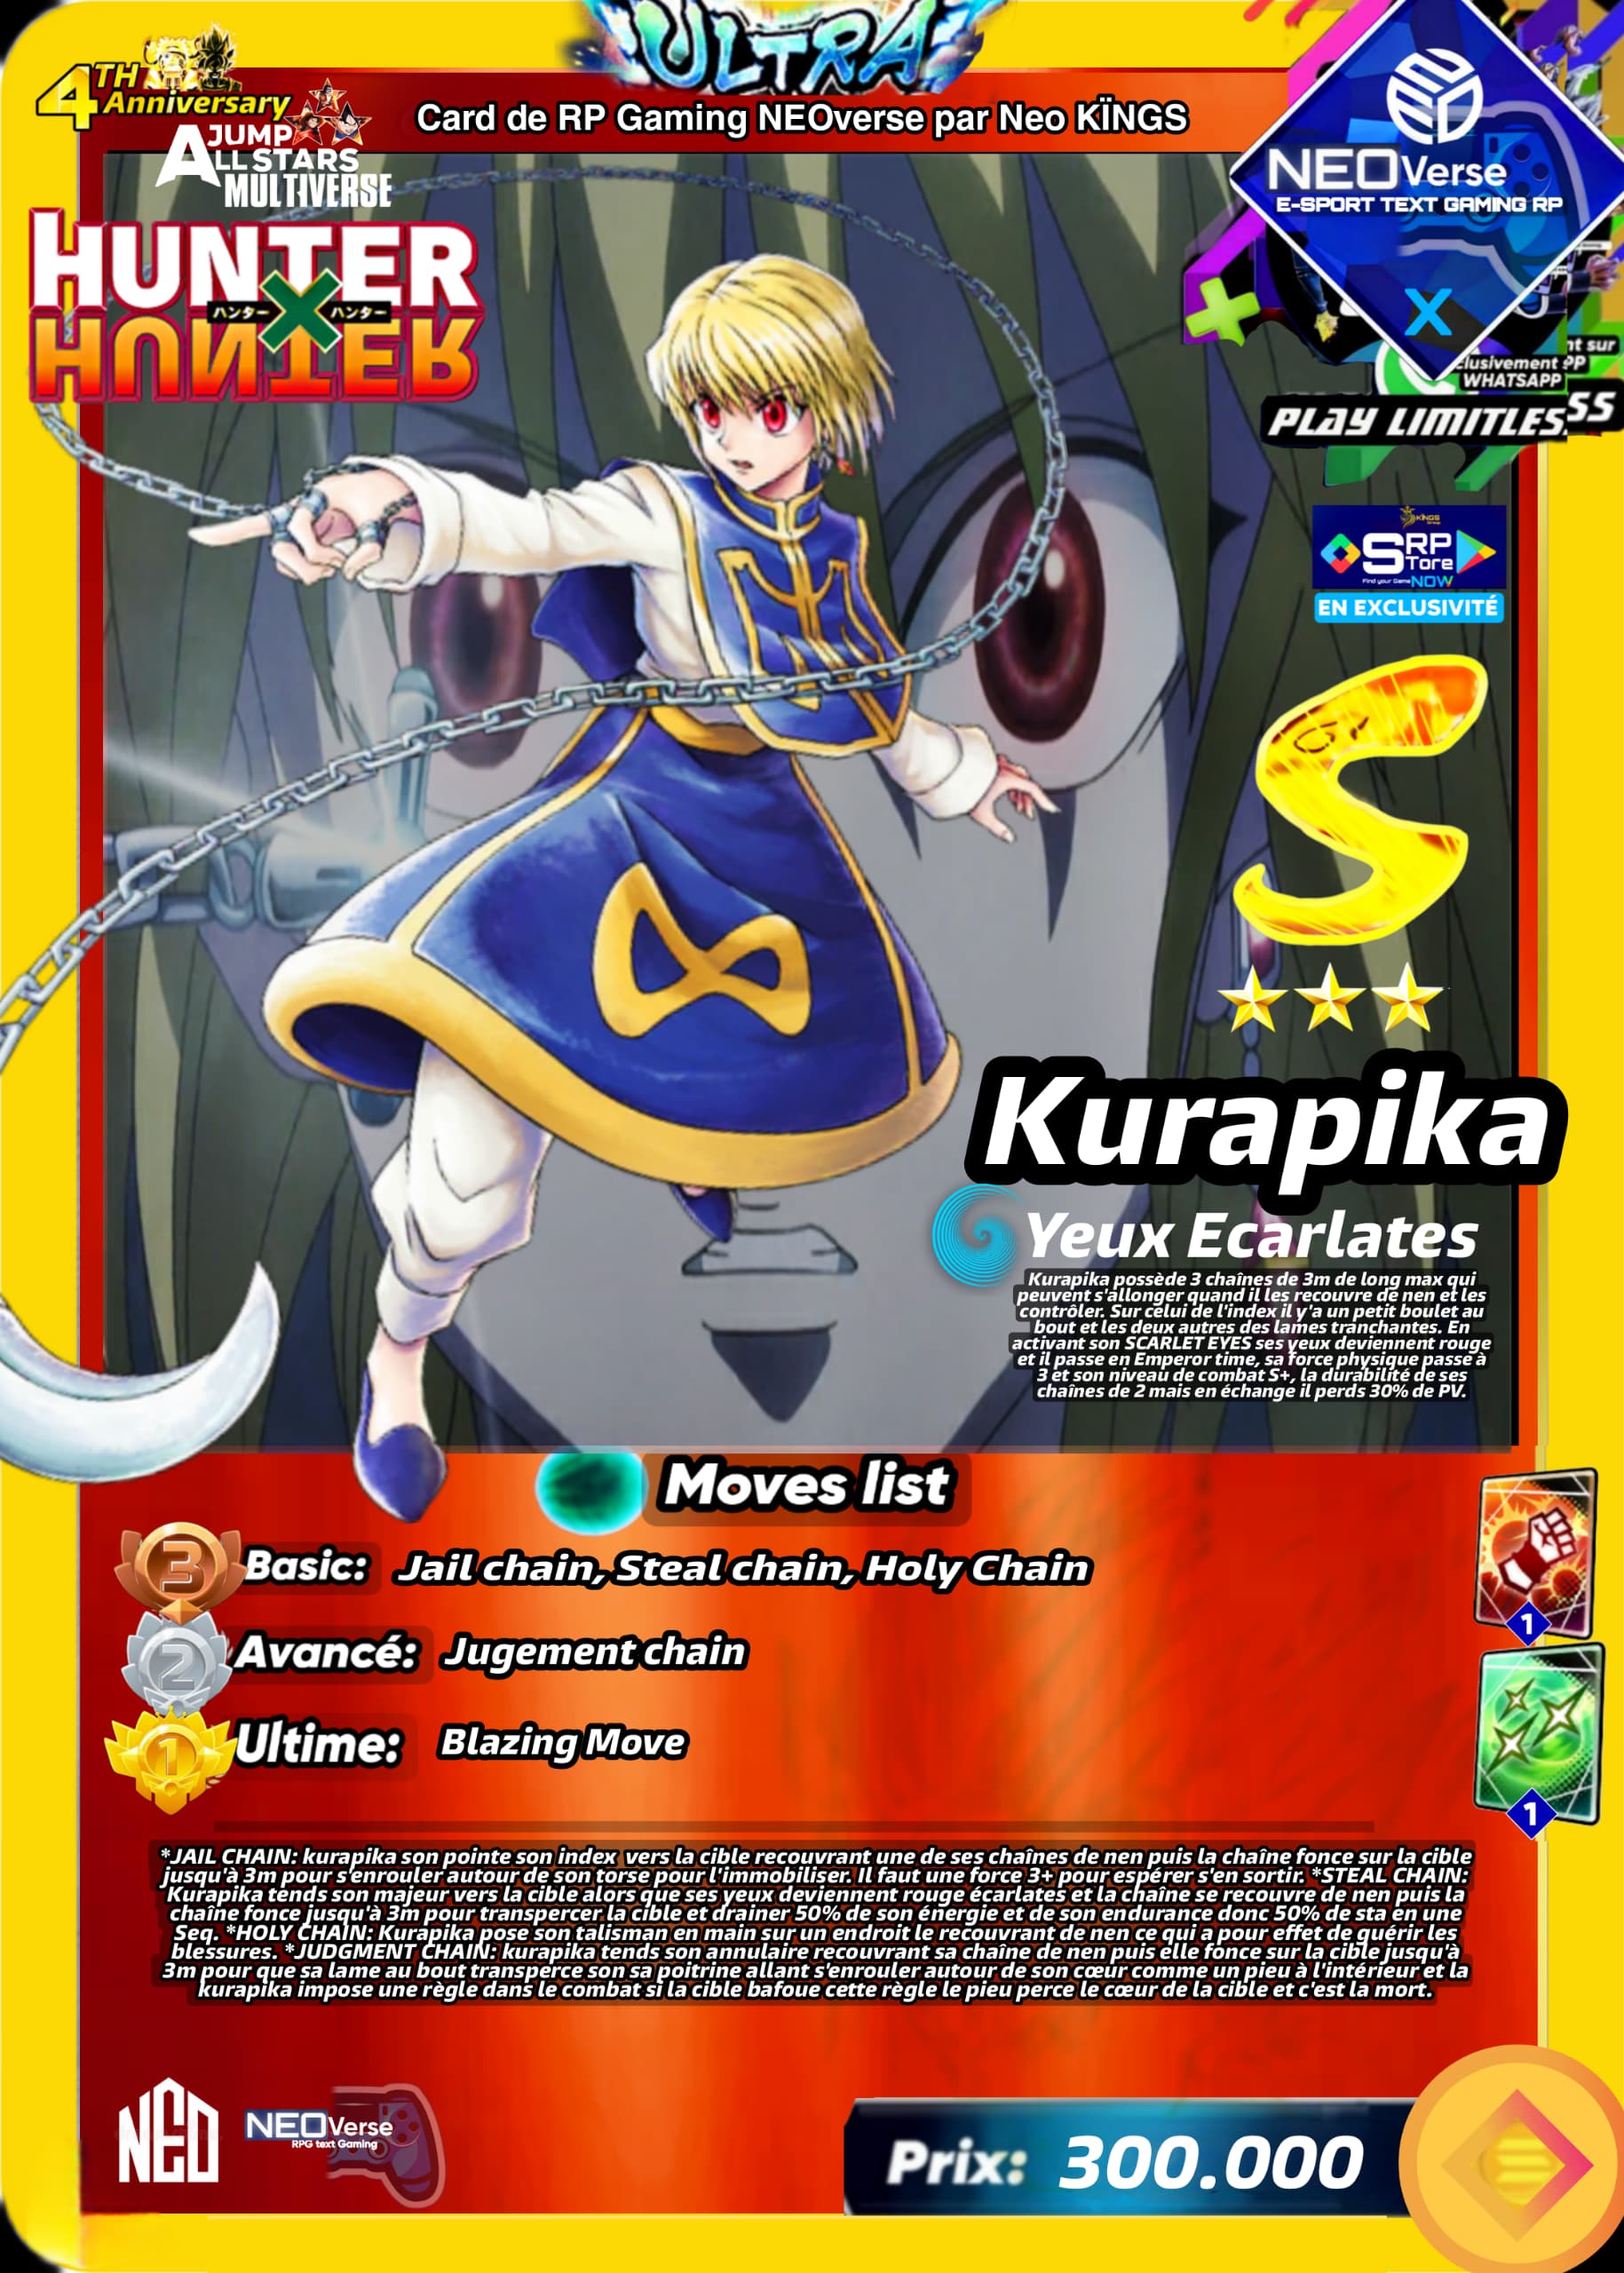 ULTRA
4TH
Anniversary
JUMP
ALL STARS
MULTIVERSE
Card de RP Gaming NEOverse par Neo KÏNGS
NEOVerse
E-SPORT TEXT GAMING RP
X
HUNTER
ハンター X ハンター
HUNTER
nt sur
clusivement PP
WHATSAPP
PLAY LIMITLESSS
KINGS
SRP
Tore
Find your Game NOW
EN EXCLUSIVITÉ
S
Kurapika
Yeux Ecarlates
Kurapika possède 3 chaînes de 3m de long max qui
peuvent s'allonger quand il les recouvre de nen et les
contrôler. Sur celui de l'index il y'a un petit boulet au
bout et les deux autres des lames tranchantes. En
activant son SCARLET EYES ses yeux deviennent rouge
et il passe en Emperor time, sa force physique passe à
3 et son niveau de combat S+, la durabilité de ses
chaînes de 2 mais en échange il perds 30% de PV.
Moves list
3 Basic: Jail chain, Steal chain, Holy Chain
1
2 Avancé: Jugement chain
1 Ultime: Blazing Move
1
*JAIL CHAIN: kurapika son pointe son index vers la cible recouvrant une de ses chaînes de nen puis la chaîne fonce sur la cible
jusqu'à 3m pour s'enrouler autour de son torse pour l'immobiliser. Il faut une force 3+ pour espérer s'en sortir. *STEAL CHAIN:
Kurapika tends son majeur vers la cible alors que ses yeux deviennent rouge écarlates et la chaîne se recouvre de nen puis la
chaîne fonce jusqu'à 3m pour transpercer la cible et drainer 50% de son énergie et de son endurance donc 50% de sta en une
Seq. *HOLY CHAIN: Kurapika pose son talisman en main sur un endroit le recouvrant de nen ce qui a pour effet de guérir les
blessures. *JUDGMENT CHAIN: kurapika tends son annulaire recouvrant sa chaîne de nen puis elle fonce sur la cible jusqu'à
3m pour que sa lame au bout transperce son sa poitrine allant s'enrouler autour de son cœur comme un pieu à l'intérieur et la
kurapika impose une règle dans le combat si la cible bafoue cette règle le pieu perce le cœur de la cible et c'est la mort.
NEO
NEOVerse
RPG text Gaming
Prix: 300.000